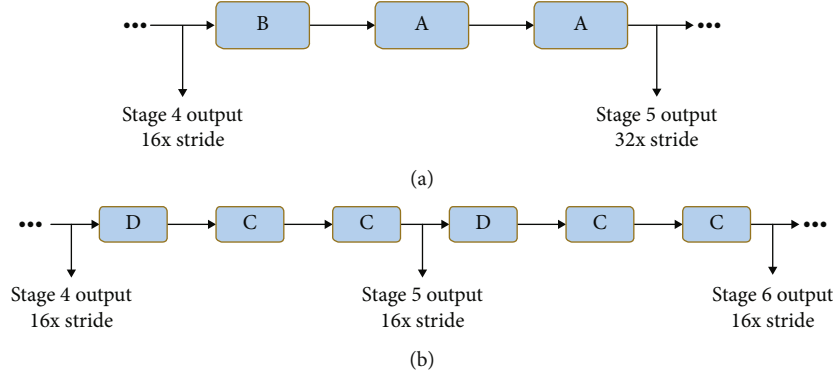 B A A
Stage 4 output Stage 5 output
16x stride 32x stride
(a)
D C C D C C
Stage 4 output Stage 5 output Stage 6 output
16x stride 16x stride 16x stride
(b)